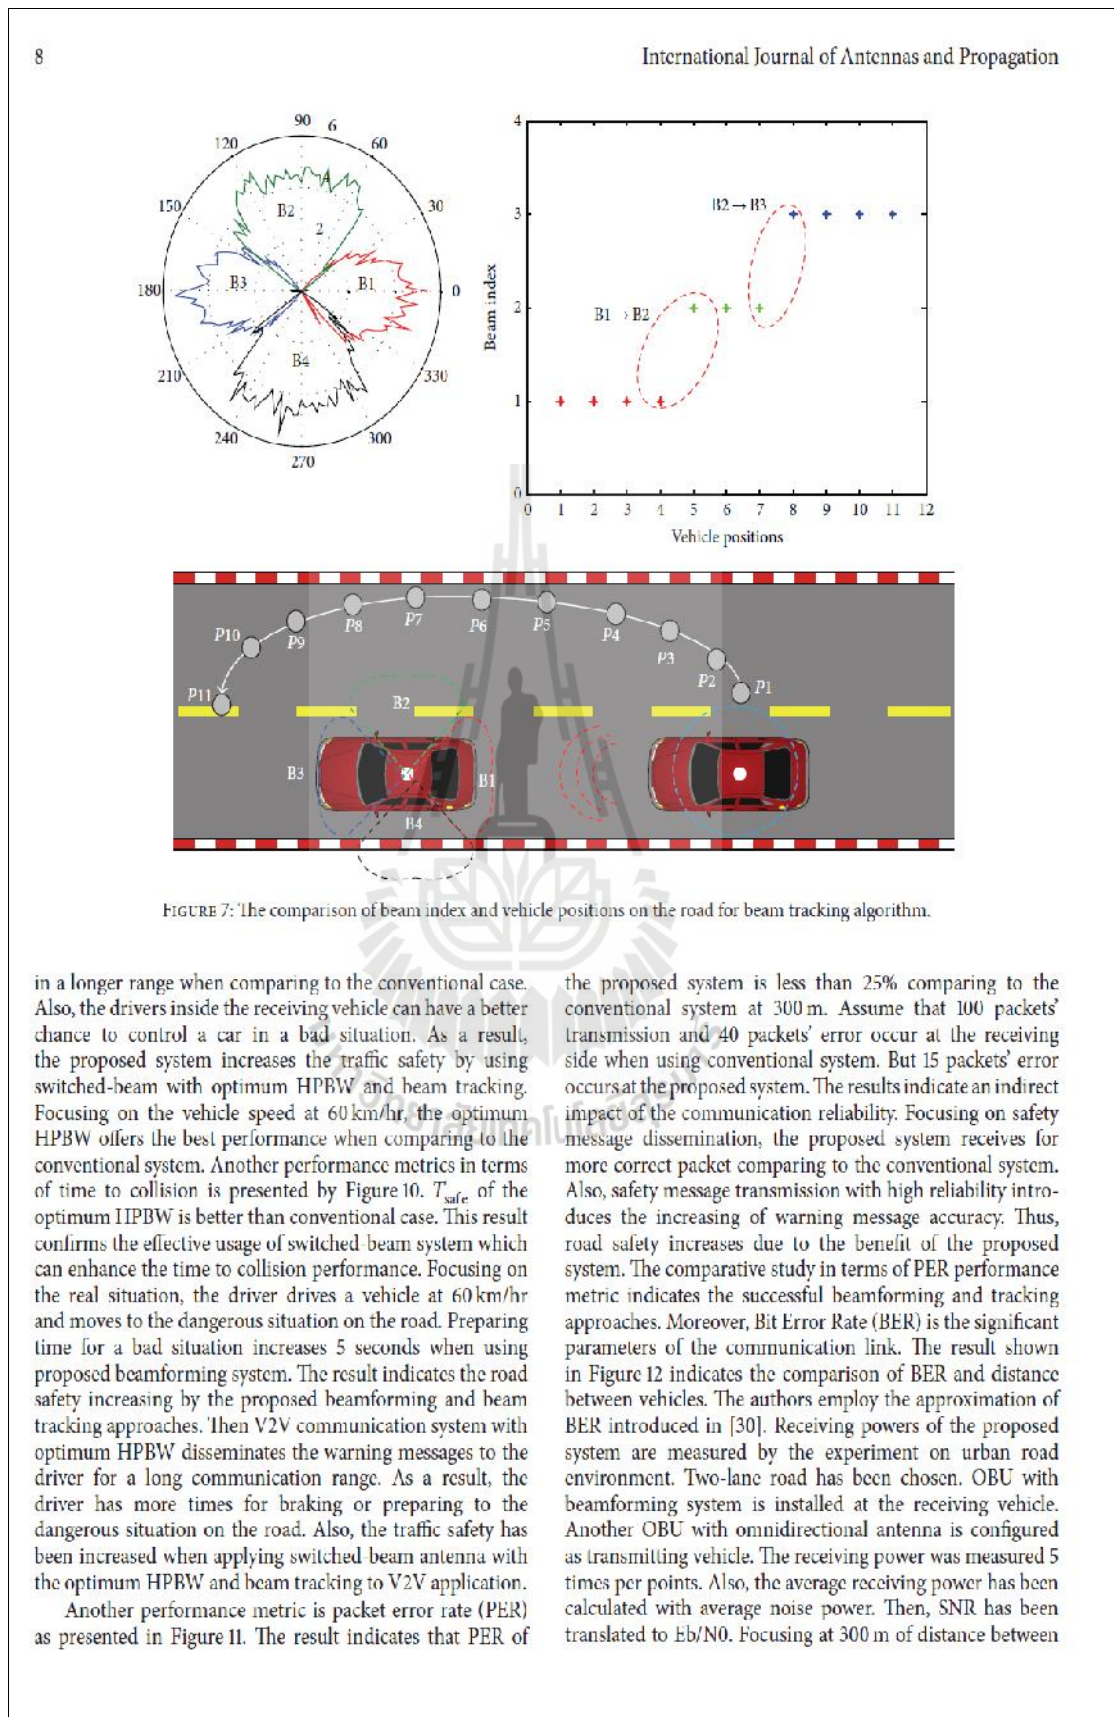 8
International Journal of Antennas and Propagation
90
6
120
60
4
150
B2
30
2
180
B3
B1
0
B4
210
330
240
300
270
4
3
2
1
0
Beam index
B2→B3
B1 → B2
0 1 2 3 4 5 6 7 8 9 10 11 12
Vehicle positions
P11
P10
P9
P8
P7
P6
P5
P4
P3
P2
P1
B2
B3
B1
B4
FIGURE 7: The comparison of beam index and vehicle positions on the road for beam tracking algorithm.
in a longer range when comparing to the conventional case.
Also, the drivers inside the receiving vehicle can have a better
chance to control a car in a bad situation. As a result,
the proposed system increases the traffic safety by using
switched-beam with optimum HPBW and beam tracking.
Focusing on the vehicle speed at 60 km/hr, the optimum
HPBW offers the best performance when comparing to the
conventional system. Another performance metrics in terms
of time to collision is presented by Figure 10. Tsafe of the
optimum HPBW is better than conventional case. This result
confirms the effective usage of switched-beam system which
can enhance the time to collision performance. Focusing on
the real situation, the driver drives a vehicle at 60 km/hr
and moves to the dangerous situation on the road. Preparing
time for a bad situation increases 5 seconds when using
proposed beamforming system. The result indicates the road
safety increasing by the proposed beamforming and beam
tracking approaches. Then V2V communication system with
optimum HPBW disseminates the warning messages to the
driver for a long communication range. As a result, the
driver has more times for braking or preparing to the
dangerous situation on the road. Also, the traffic safety has
been increased when applying switched-beam antenna with
the optimum HPBW and beam tracking to V2V application.
Another performance metric is packet error rate (PER)
as presented in Figure 11. The result indicates that PER of
the proposed system is less than 25% comparing to the
conventional system at 300 m. Assume that 100 packets'
transmission and 40 packets' error occur at the receiving
side when using conventional system. But 15 packets' error
occurs at the proposed system. The results indicate an indirect
impact of the communication reliability. Focusing on safety
message dissemination, the proposed system receives for
more correct packet comparing to the conventional system.
Also, safety message transmission with high reliability intro-
duces the increasing of warning message accuracy. Thus,
road safety increases due to the benefit of the proposed
system. The comparative study in terms of PER performance
metric indicates the successful beamforming and tracking
approaches. Moreover, Bit Error Rate (BER) is the significant
parameters of the communication link. The result shown
in Figure 12 indicates the comparison of BER and distance
between vehicles. The authors employ the approximation of
BER introduced in [30]. Receiving powers of the proposed
system are measured by the experiment on urban road
environment. Two-lane road has been chosen. OBU with
beamforming system is installed at the receiving vehicle.
Another OBU with omnidirectional antenna is configured
as transmitting vehicle. The receiving power was measured 5
times per points. Also, the average receiving power has been
calculated with average noise power. Then, SNR has been
translated to Eb/N0. Focusing at 300 m of distance between